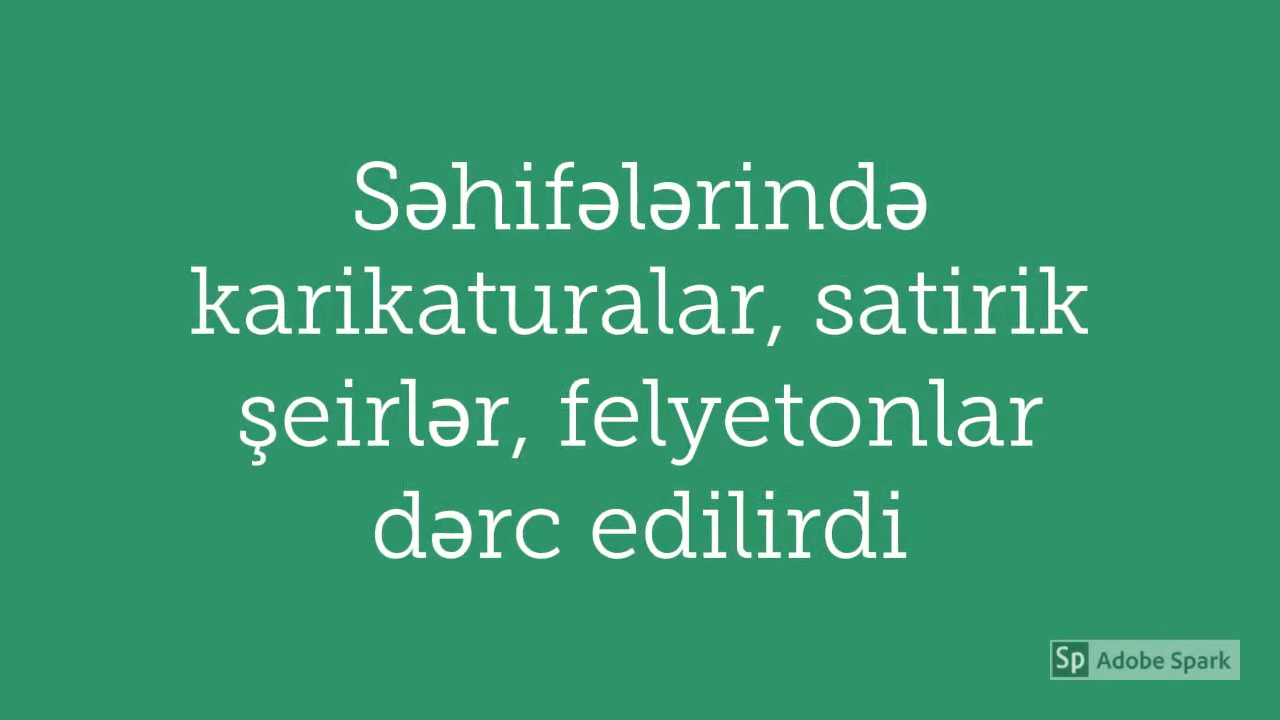 Səhifələrində
karikaturalar, satirik
şeirlər, felyetonlar
dərc edilirdi
Sp Adobe Spark